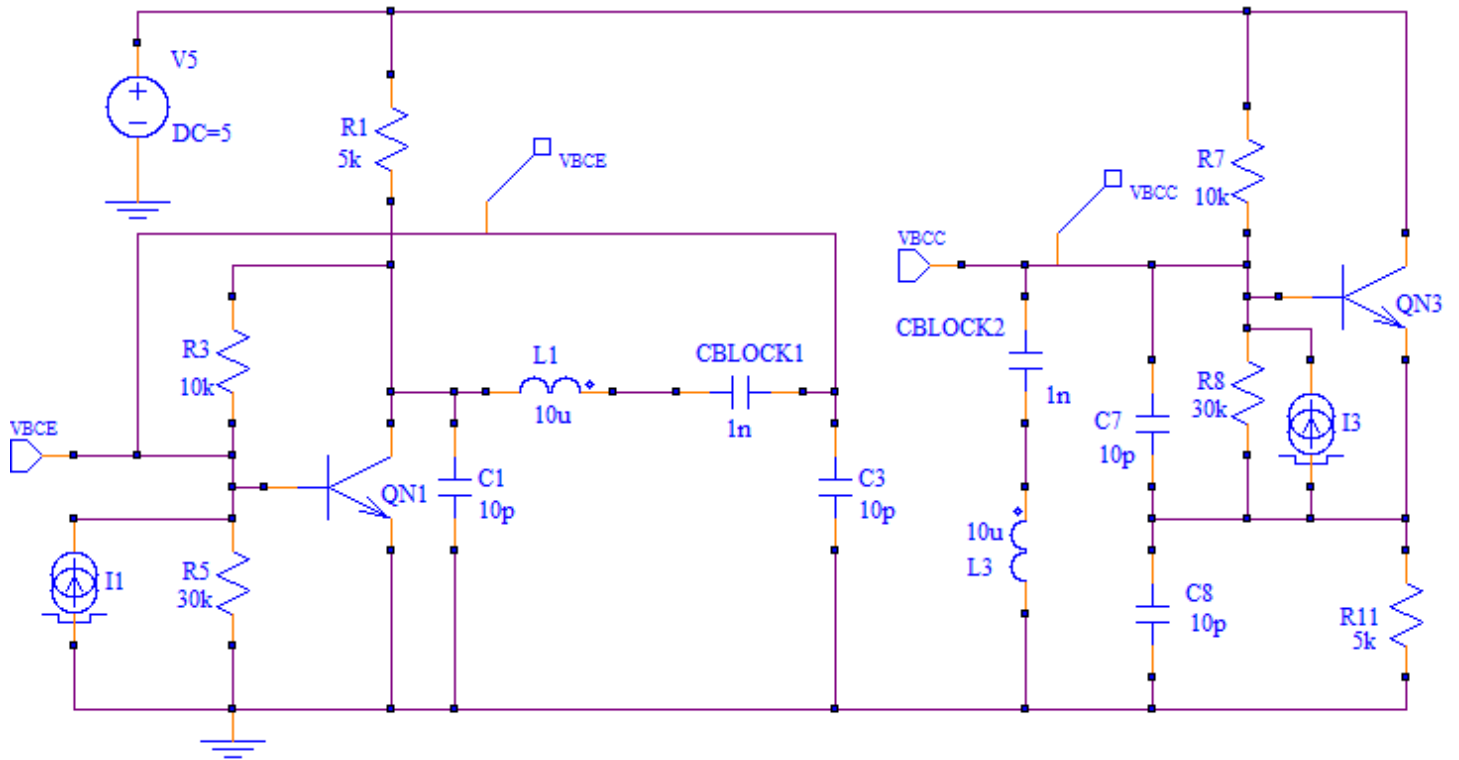 V5
DC=5
R1
5k
VBCE
VBCC
R7
10k
VBCC
QN3
CBLOCK2
1n
R3
10k
L1
10u
CBLOCK1
1n
R8
30k
I3
C7
10p
VBCE
QN1
C1
10p
C3
10p
10u
L3
I1
R5
30k
C8
10p
R11
5k